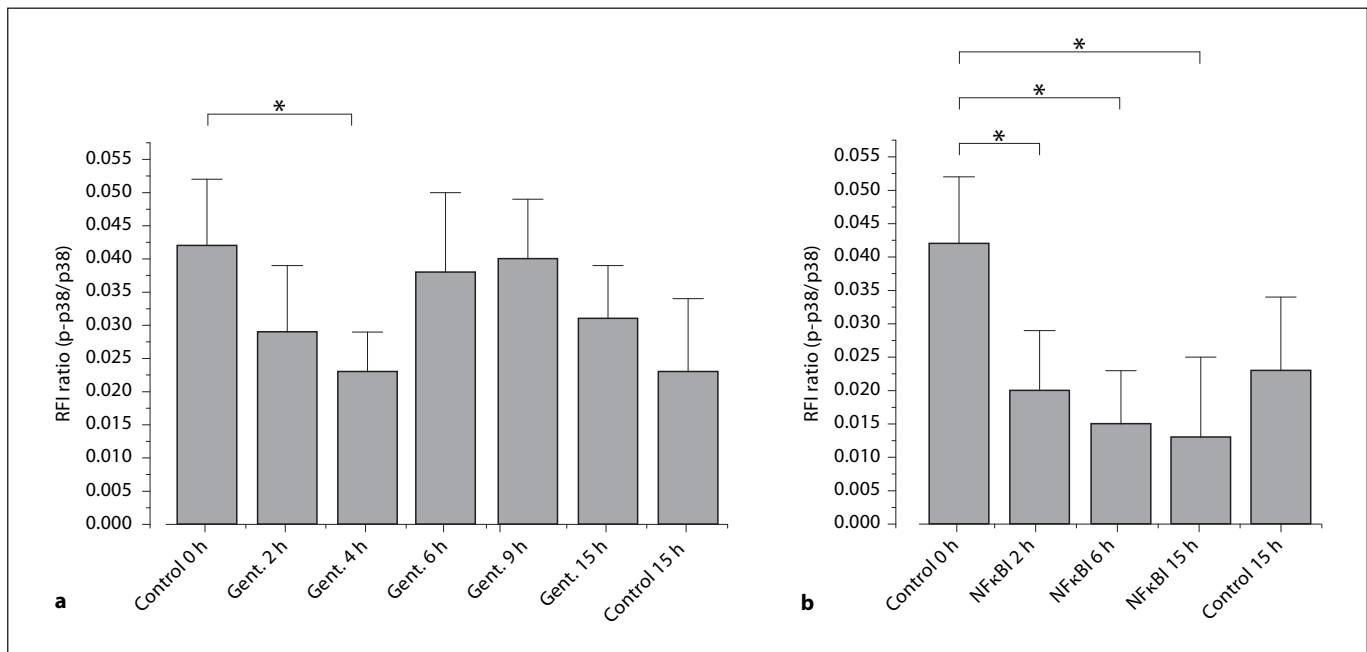 *
RFI ratio (p-p38/p38)
0.055
0.050
0.045
0.040
0.035
0.030
0.025
0.020
0.015
0.010
0.005
0.000
Control 0 h
Gent. 2 h
Gent. 4 h
Gent. 6 h
Gent. 9 h
Gent. 15 h
Control 15 h
a
*
*
*
RFI ratio (p-p38/p38)
0.055
0.050
0.045
0.040
0.035
0.030
0.025
0.020
0.015
0.010
0.005
0.000
Control 0 h
NFκBI 2 h
NFκBI 6 h
NFκBI 15 h
Control 15 h
b